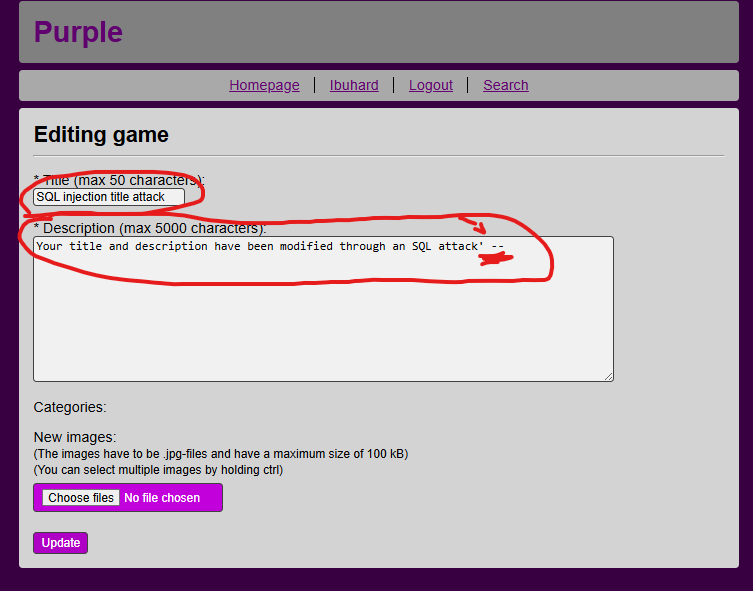 Purple
Homepage Ibuhard Logout Search
Editing game
* Title (max 50 characters):
SQL injection title attack
* Description (max 5000 characters):
Your title and description have been modified through an SQL attack' --
Categories:
New images:
(The images have to be .jpg-files and have a maximum size of 100 kB)
(You can select multiple images by holding ctrl)
Choose files No file chosen
Update